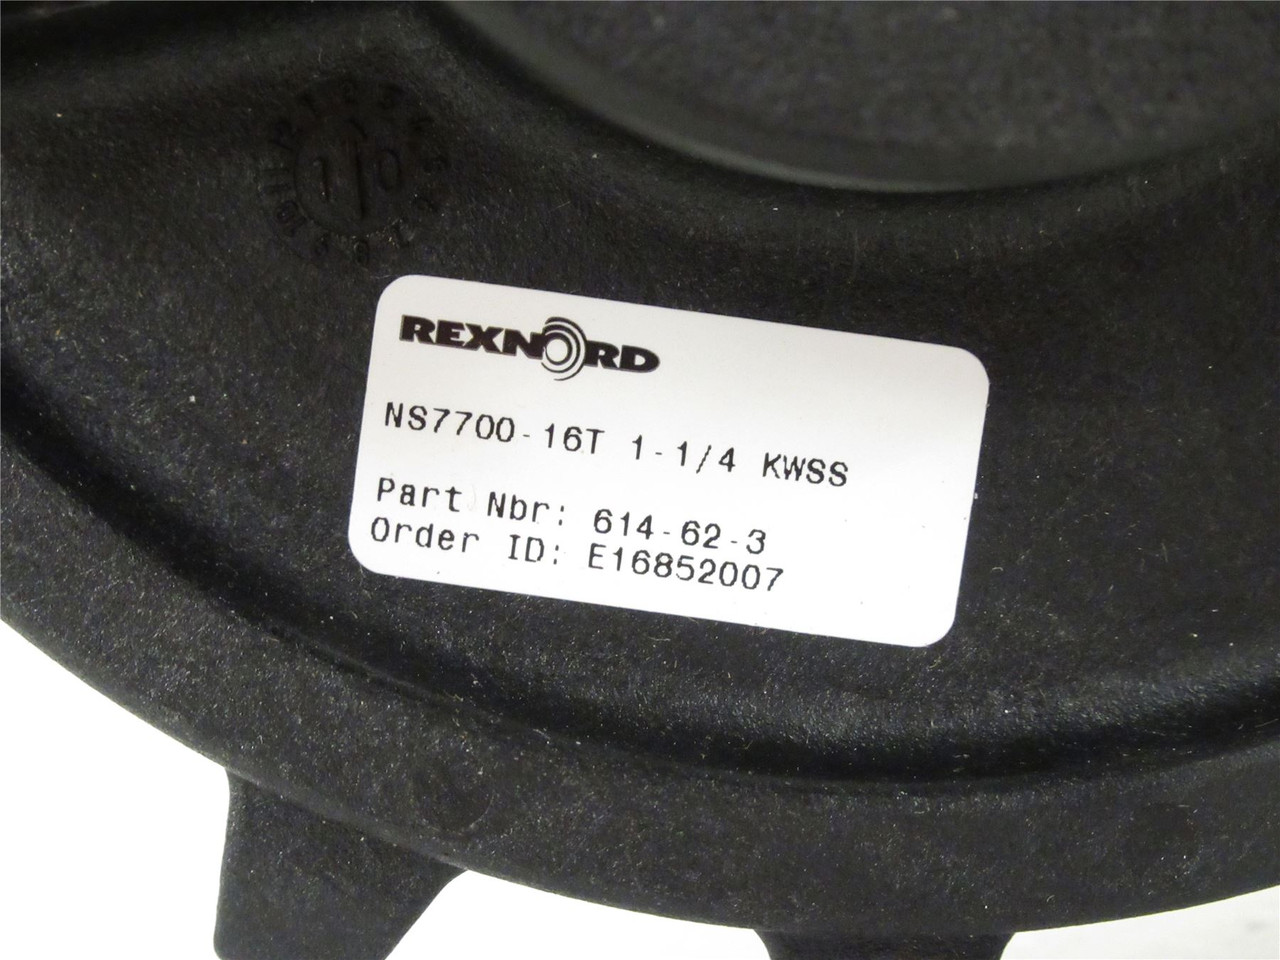 REXNORD
NS7700-16T 1-1/4 KWSS
Part Nbr: 614-62-3
Order ID: E16852007